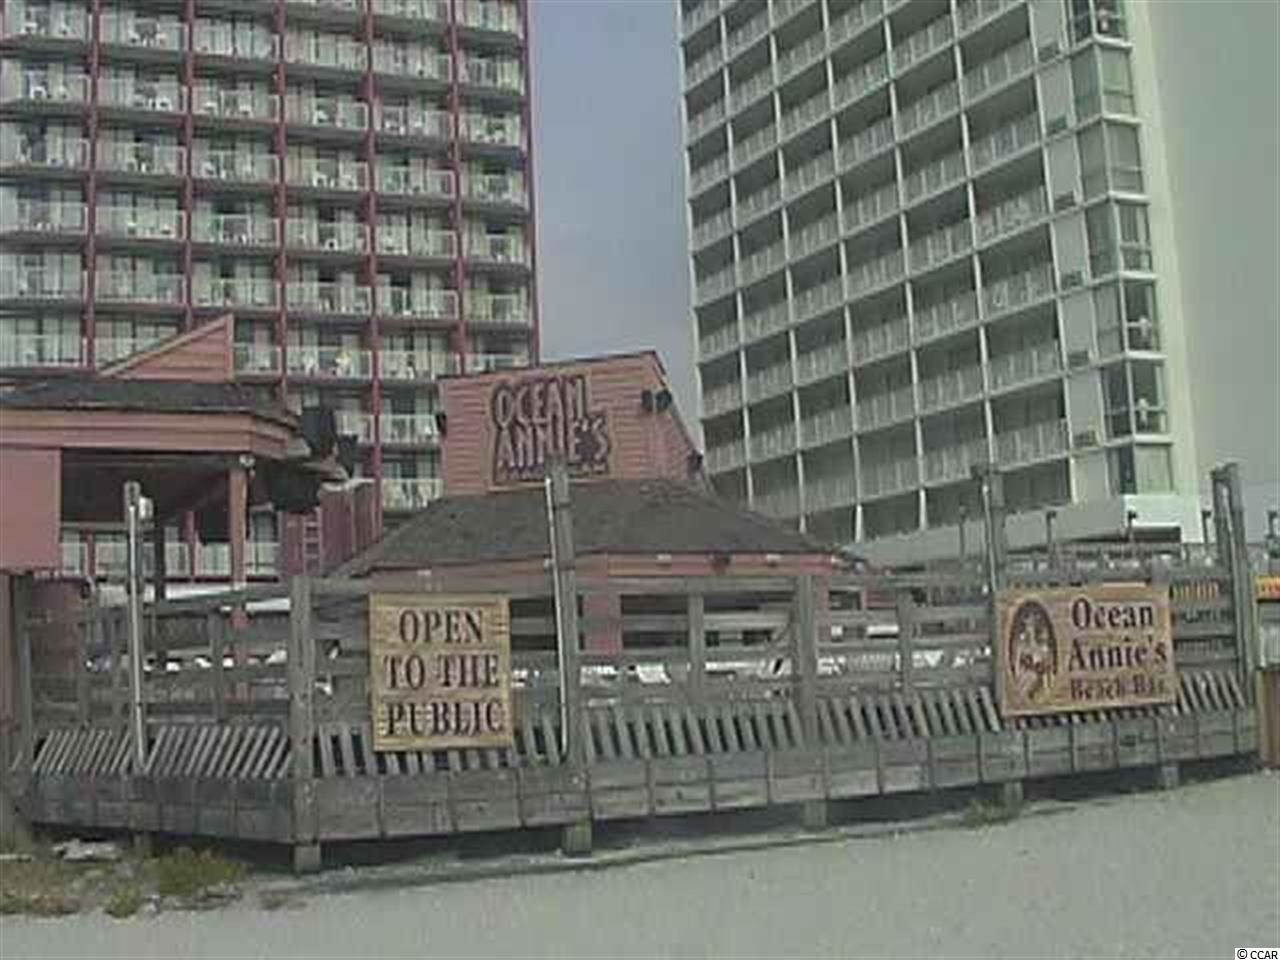 OCEAN
ANNIE'S
OPEN
TO THE
PUBLIC
Ocean
Annie's
Beach Bar
© CCAR